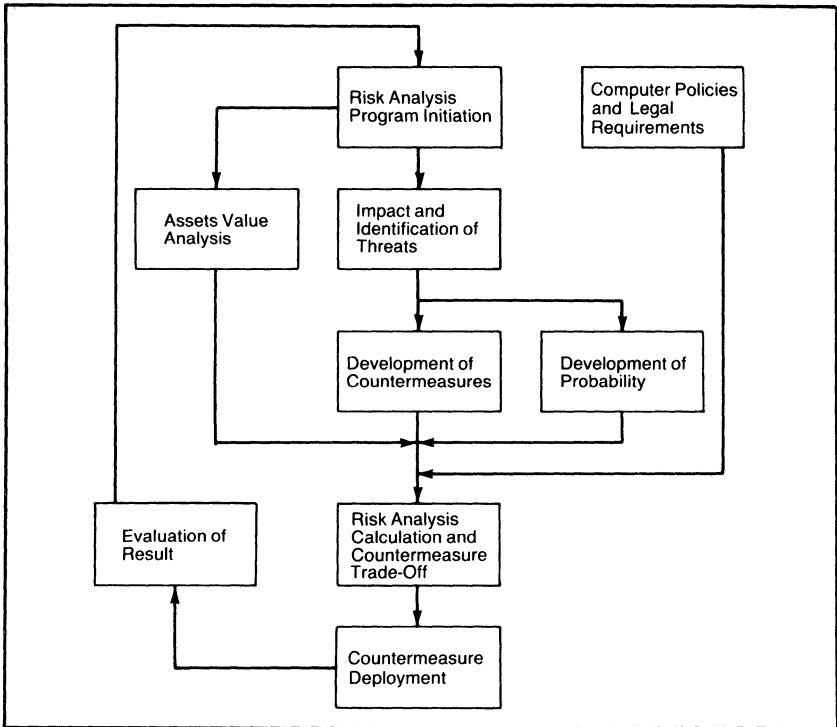 Risk Analysis
Program Initiation
Computer Policies
and Legal
Requirements
Assets Value
Analysis
Impact and
Identification of
Threats
Development of
Countermeasures
Development of
Probability
Evaluation of
Result
Risk Analysis
Calculation and
Countermeasure
Trade-Off
Countermeasure
Deployment